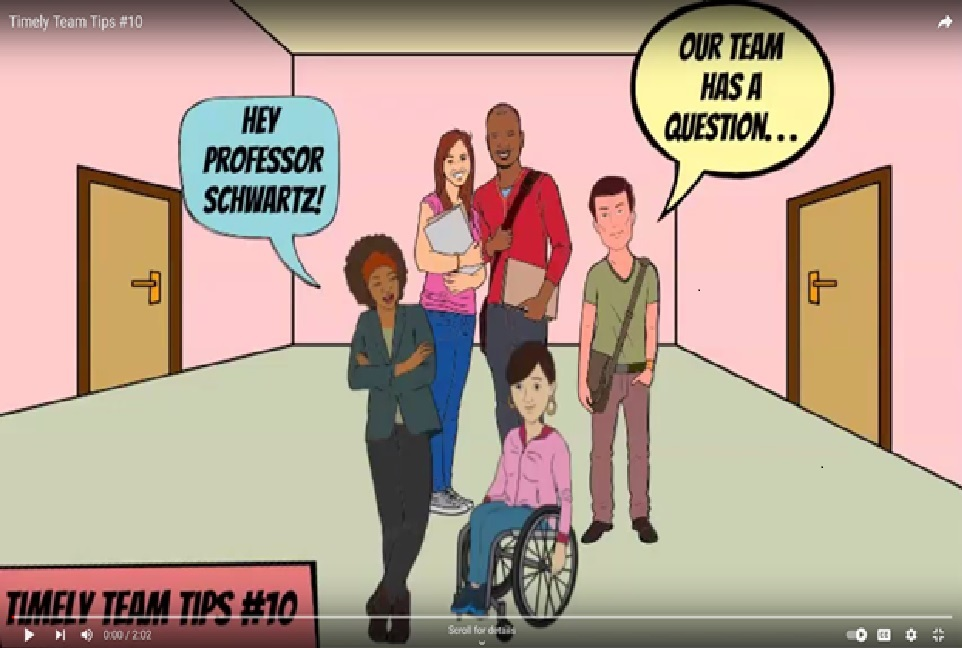 Timely Team Tips #10
HEY
PROFESSOR
SCHWARTZ!
OUR TEAM
HAS A
QUESTION...
TIMELY TEAM TIPS #10
0:00 / 2:02
Scroll for details
CC